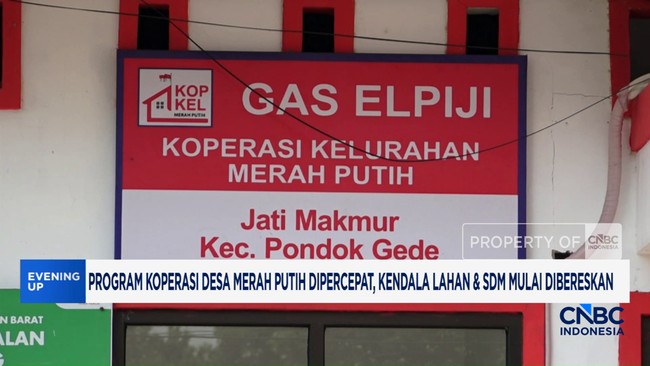 KOP
KEL
MERAH PUTIH
GAS ELPIJI
KOPERASI KELURAHAN
MERAH PUTIH
Jati Makmur
Kec. Pondok Gede
PROPERTY OF CNBC INDONESIA
EVENING UP
PROGRAM KOPERASI DESA MERAH PUTIH DIPERCEPAT, KENDALA LAHAN & SDM MULAI DIBERESKAN
CNBC
INDONESIA
N BARAT
ALAN